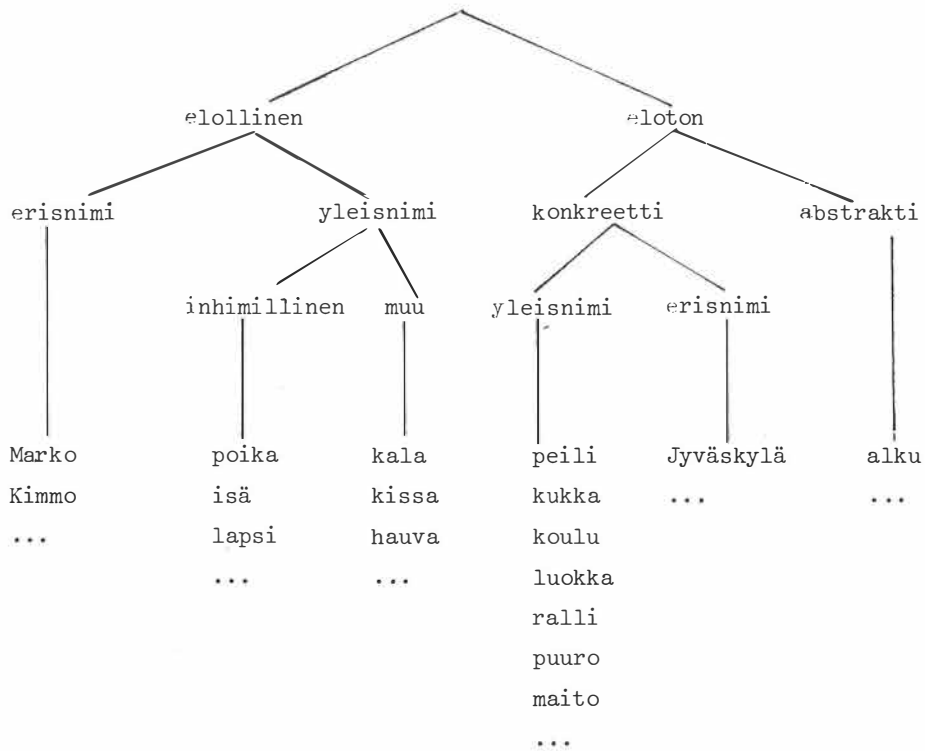 elollinen eloton
erisnimi yleisnimi konkreetti abstrakti
inhimillinen muu yleisnimi erisnimi
Marko poika kala peili Jyväskylä alku
Kimmo isä kissa kukka ... ...
... lapsi hauva koulu
... ... luokka
ralli
puuro
maito
...